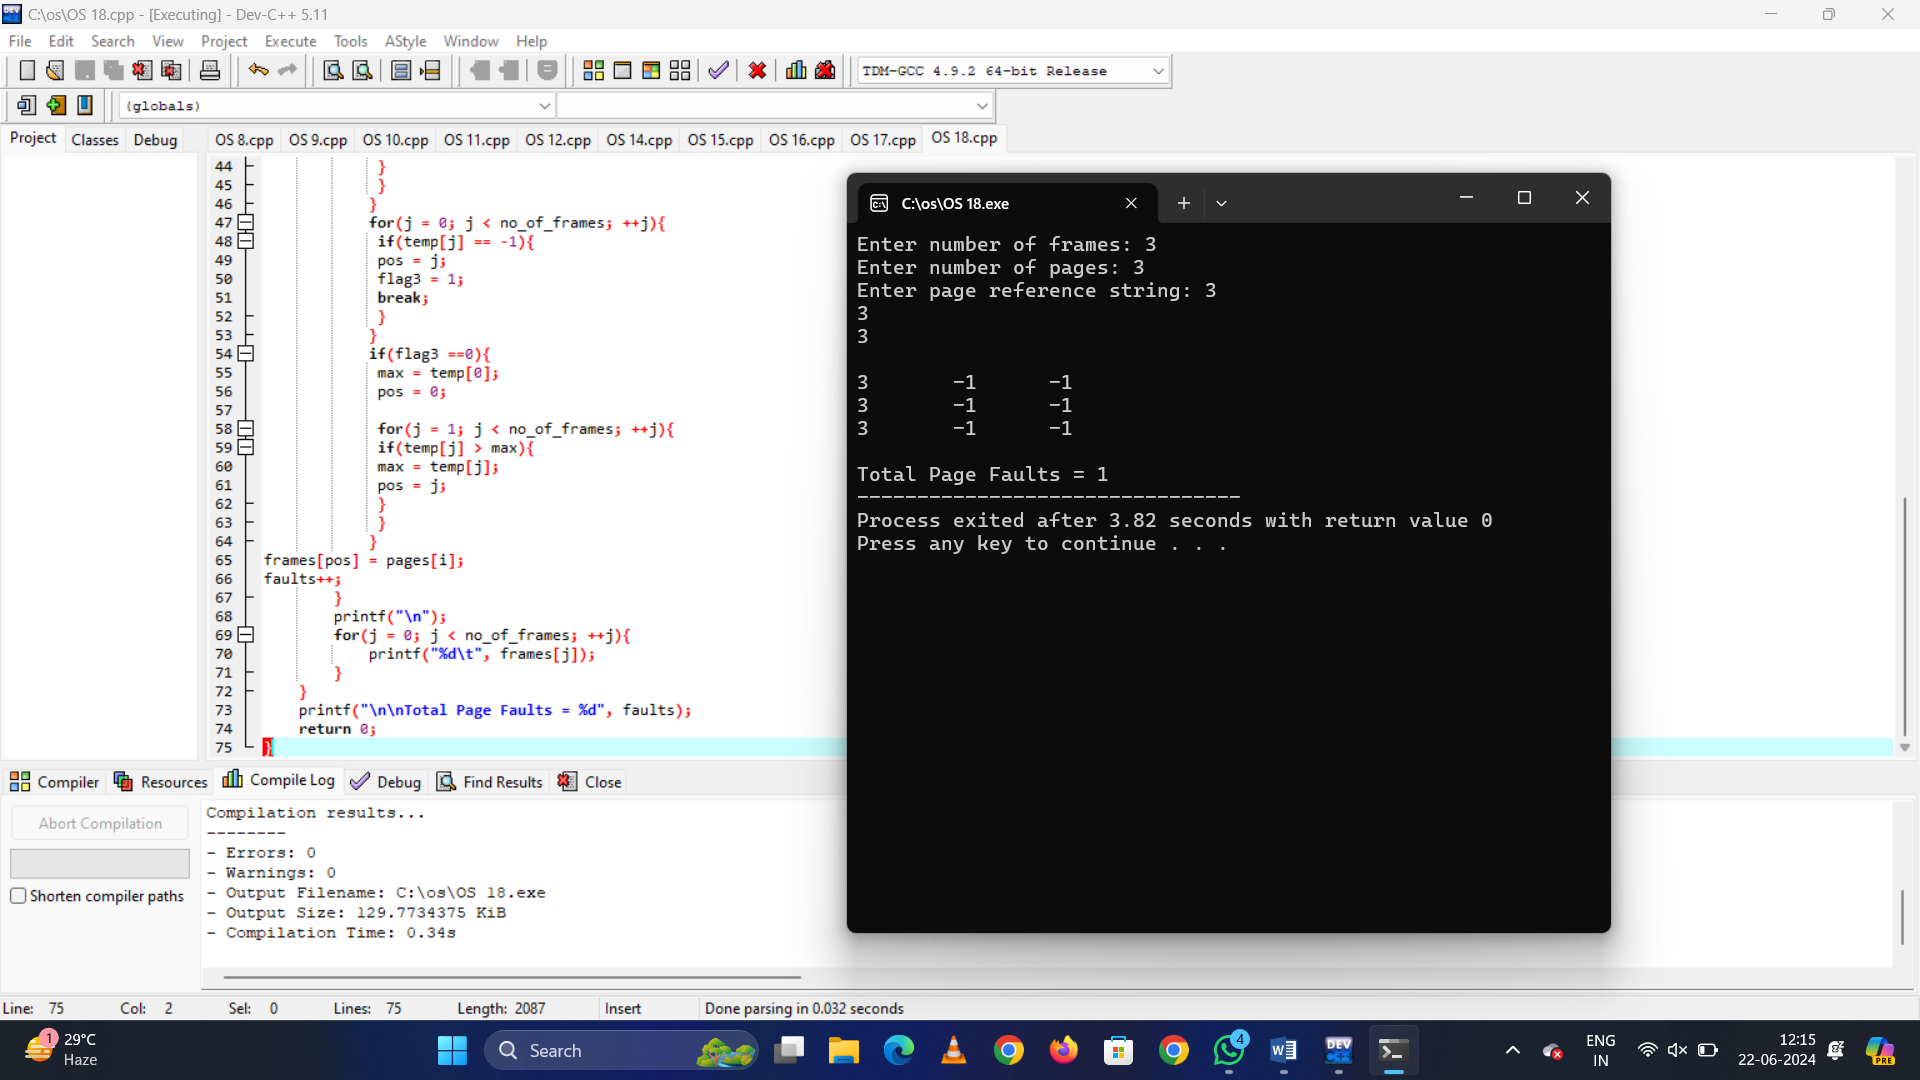 C:\os\OS 18.cpp - [Executing] - Dev-C++ 5.11
File Edit Search View Project Execute Tools AStyle Window Help
TDM-GCC 4.9.2 64-bit Release
(globals)
Project Classes Debug
OS 8.cpp OS 9.cpp OS 10.cpp OS 11.cpp OS 12.cpp OS 14.cpp OS 15.cpp OS 16.cpp OS 17.cpp OS 18.cpp
44 }
45 }
46 }
47 for(j = 0; j < no_of_frames; ++j){
48 if(temp[j] == -1){
49 pos = j;
50 flag3 = 1;
51 break;
52 }
53 }
54 if(flag3 ==0){
55 max = temp[0];
56 pos = 0;
57
58 for(j = 1; j < no_of_frames; ++j){
59 if(temp[j] > max){
60 max = temp[j];
61 pos = j;
62 }
63 }
64 }
65 frames[pos] = pages[i];
66 faults++;
67 }
68 printf("\n");
69 for(j = 0; j < no_of_frames; ++j){
70 printf("%d\t", frames[j]);
71 }
72 }
73 printf("\n\nTotal Page Faults = %d", faults);
74 return 0;
75 }
C:\os\OS 18.exe
Enter number of frames: 3
Enter number of pages: 3
Enter page reference string: 3
3
3
3 -1 -1
3 -1 -1
3 -1 -1
Total Page Faults = 1
--------------------------------
Process exited after 3.82 seconds with return value 0
Press any key to continue . . .
Compiler Resources Compile Log Debug Find Results Close
Abort Compilation
Shorten compiler paths
Compilation results...
--------
- Errors: 0
- Warnings: 0
- Output Filename: C:\os\OS 18.exe
- Output Size: 129.7734375 KiB
- Compilation Time: 0.34s
Line: 75 Col: 2 Sel: 0 Lines: 75 Length: 2087 Insert Done parsing in 0.032 seconds
1
29°C
Haze
Search
4
DEV
ENG
IN
12:15
22-06-2024
PRE